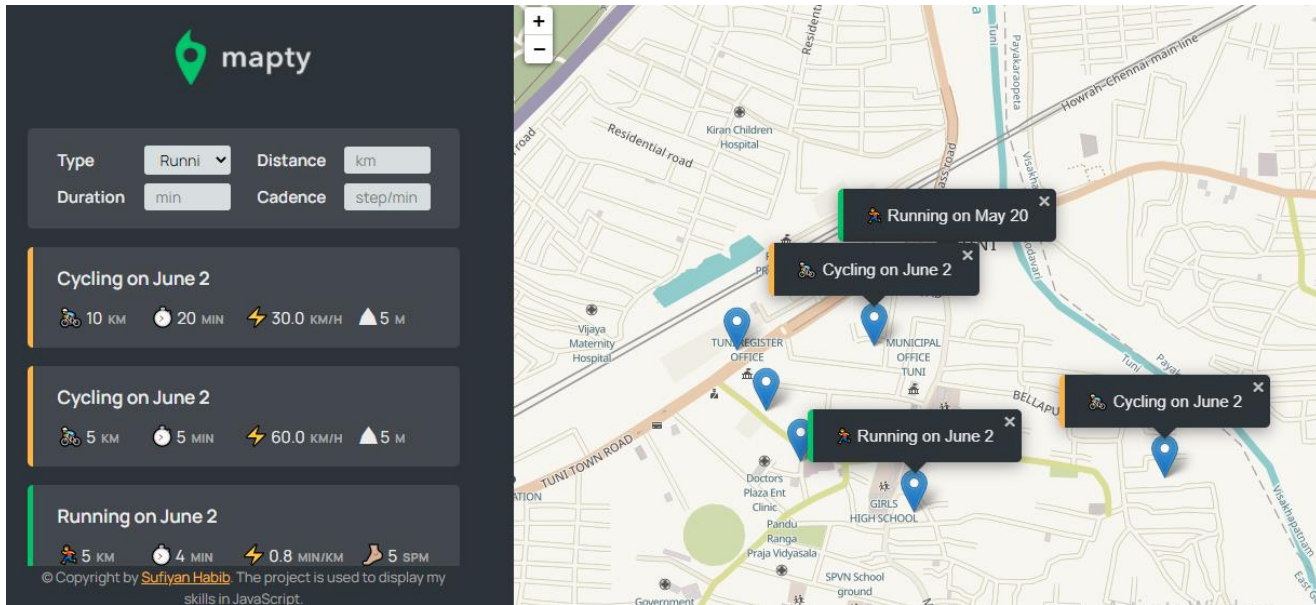 mapty
Type Runni Distance km
Duration min Cadence step/min
Cycling on June 2
10 KM 20 MIN 30.0 KM/H 5 M
Cycling on June 2
5 KM 5 MIN 60.0 KM/H 5 M
Running on June 2
5 KM 4 MIN 0.8 MIN/KM 5 SPM
© Copyright by Sufiyan Habib. The project is used to display my
skills in JavaScript.
+
−
Residential road
Kiran Children
Hospital
Howrah-Chennai main line
Tuni
Payakaraopeta
Running on May 20 ×
Cycling on June 2 ×
Vijaya
Maternity
Hospital
OFFICE
MUNICIPAL
OFFICE
TUNI
Tuni
Cycling on June 2 ×
Running on June 2 ×
TUNI TOWN ROAD
Doctors
Plaza Ent
Clinic
GIRLS
HIGH SCHOOL
Pandu
Ranga
Praja Vidyasala
SPVN School
ground
Government
Visakhapatnam